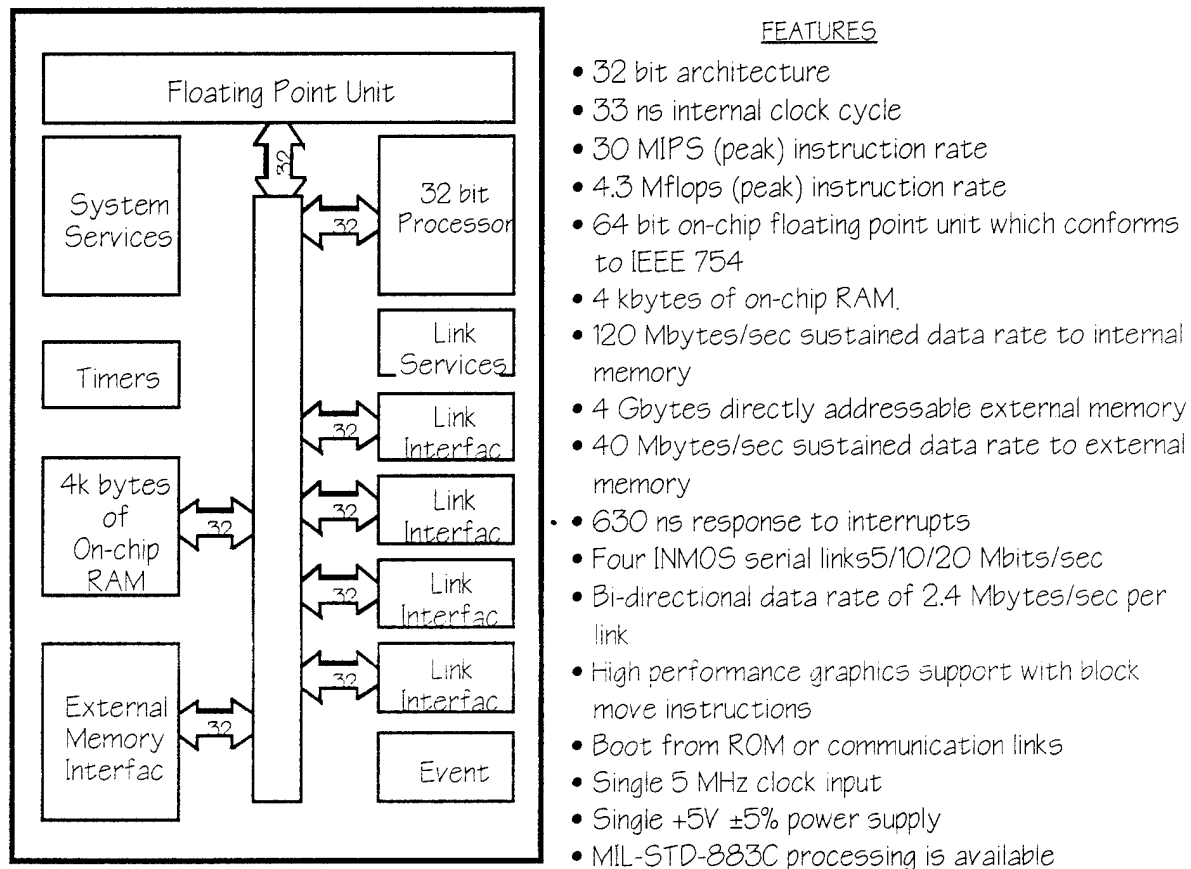 Floating Point Unit
32
System
Services
32
32 bit
Processor
Timers
Link
Services
32
Link
Interfac
4k bytes
of
On-chip
RAM
32
32
Link
Interfac
32
Link
Interfac
External
Memory
Interfac
32
32
Link
Interfac
Event
FEATURES
• 32 bit architecture
• 33 ns internal clock cycle
• 30 MIPS (peak) instruction rate
• 4.3 Mflops (peak) instruction rate
• 64 bit on-chip floating point unit which conforms
to IEEE 754
• 4 kbytes of on-chip RAM.
• 120 Mbytes/sec sustained data rate to internal
memory
• 4 Gbytes directly addressable external memory
• 40 Mbytes/sec sustained data rate to external
memory
• 630 ns response to interrupts
• Four INMOS serial links5/10/20 Mbits/sec
• Bi-directional data rate of 2.4 Mbytes/sec per
link
• High performance graphics support with block
move instructions
• Boot from ROM or communication links
• Single 5 MHz clock input
• Single +5V ±5% power supply
• MIL-STD-883C processing is available